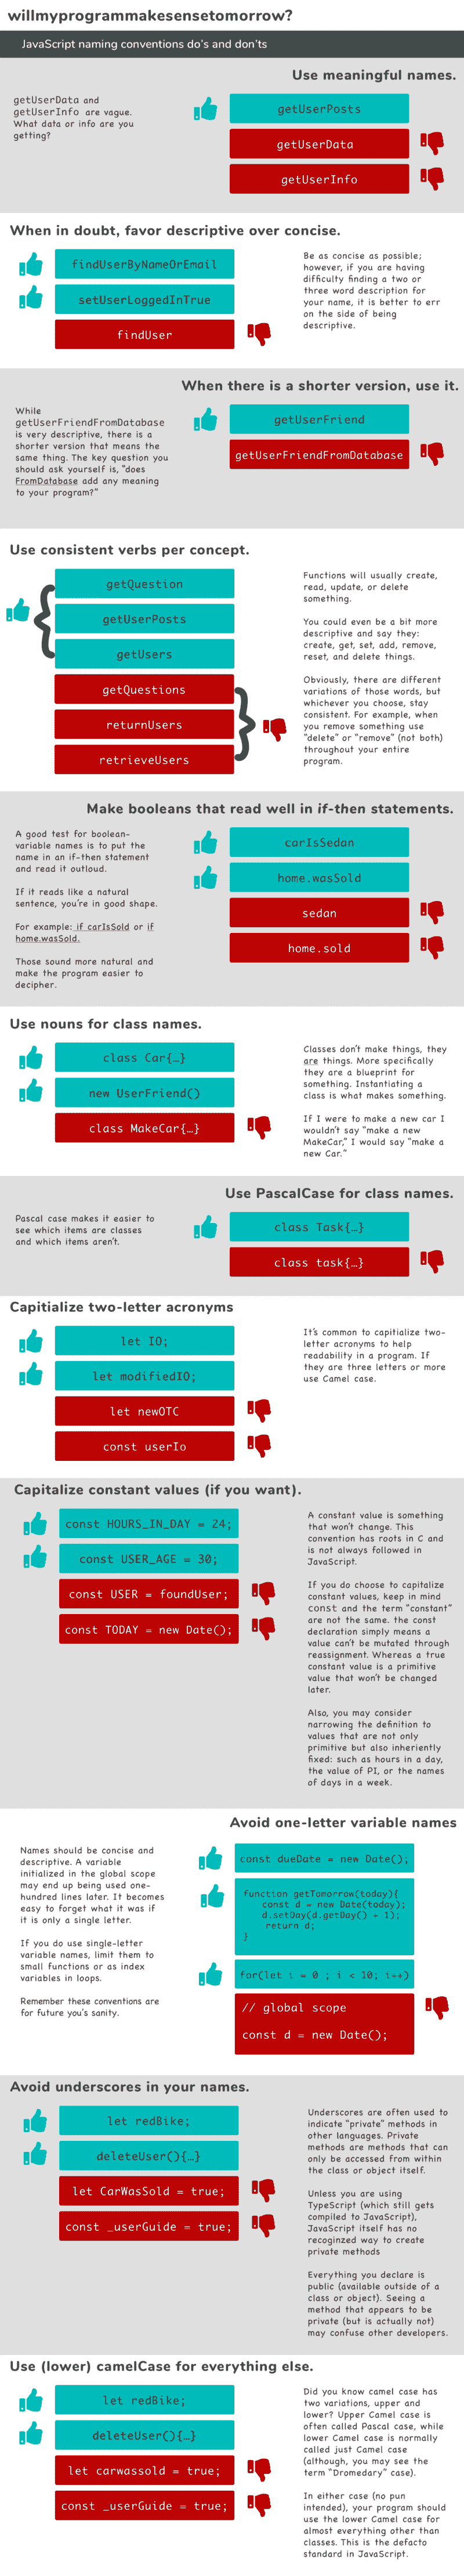 willmyprogrammakesensetomorrow?
JavaScript naming conventions do's and don'ts
Use meaningful names.
getUserData and
getUserInfo are vague.
What data or info are you
getting?
getUserPosts
getUserData
getUserInfo
When in doubt, favor descriptive over concise.
findUserByNameOrEmail
setUserLoggedInTrue
findUser
Be as concise as possible;
however, if you are having
difficulty finding a two or
three word description for
your name, it is better to err
on the side of being
descriptive.
When there is a shorter version, use it.
While
getUserFriendFromDatabase
is very descriptive, there is a
shorter version that means the
same thing. The key question you
should ask yourself is, "does
FromDatabase add any meaning
to your program?"
getUserFriend
getUserFriendFromDatabase
Use consistent verbs per concept.
getQuestion
getUserPosts
getUsers
getQuestions
returnUsers
retrieveUsers
Functions will usually create,
read, update, or delete
something.
You could even be a bit more
descriptive and say they:
create, get, set, add, remove,
reset, and delete things.
Obviously, there are different
variations of those words, but
whichever you choose, stay
consistent. For example, when
you remove something use
"delete" or "remove" (not both)
throughout your entire
program.
Make booleans that read well in if-then statements.
A good test for boolean-
variable names is to put the
name in an if-then statement
and read it outloud.
If it reads like a natural
sentence, you're in good shape.
For example: if carIsSold or if
home.wasSold.
Those sound more natural and
make the program easier to
decipher.
carIsSedan
home.wasSold
sedan
home.sold
Use nouns for class names.
class Car{…}
new UserFriend()
class MakeCar{…}
Classes don't make things, they
are things. More specifically
they are a blueprint for
something. Instantiating a
class is what makes something.
If I were to make a new car I
wouldn't say "make a new
MakeCar," I would say "make a
new Car."
Use PascalCase for class names.
Pascal case makes it easier to
see which items are classes
and which items aren't.
class Task{…}
class task{…}
Capitialize two-letter acronyms
let IO;
let modifiedIO;
let newOTC
const userIo
It's common to capitialize two-
letter acronyms to help
readability in a program. If
they are three letters or more
use Camel case.
Capitalize constant values (if you want).
const HOURS_IN_DAY = 24;
const USER_AGE = 30;
const USER = foundUser;
const TODAY = new Date();
A constant value is something
that won't change. This
convention has roots in C and
is not always followed in
JavaScript.
If you do choose to capitalize
constant values, keep in mind
const and the term "constant"
are not the same. the const
declaration simply means a
value can't be mutated through
reassignment. Whereas a true
constant value is a primitive
value that won't be changed
later.
Also, you may consider
narrowing the definition to
values that are not only
primitive but also inheriently
fixed: such as hours in a day,
the value of PI, or the names
of days in a week.
Avoid one-letter variable names
Names should be concise and
descriptive. A variable
initialized in the global scope
may end up being used one-
hundred lines later. It becomes
easy to forget what it was if
it is only a single letter.
If you do use single-letter
variable names, limit them to
small functions or as index
variables in loops.
Remember these conventions are
for future you's sanity.
const dueDate = new Date();
function getTomorrow(today){
const d = new Date(today);
d.setDay(d.getDay() + 1);
return d;
}
for(let i = 0 ; i < 10; i++)
// global scope
const d = new Date();
Avoid underscores in your names.
let redBike;
deleteUser(){…}
let CarWasSold = true;
const _userGuide = true;
Underscores are often used to
indicate "private" methods in
other languages. Private
methods are methods that can
only be accessed from within
the class or object itself.
Unless you are using
TypeScript (which still gets
compiled to JavaScript),
JavaScript itself has no
recoginzed way to create
private methods
Everything you declare is
public (available outside of a
class or object). Seeing a
method that appears to be
private (but is actually not)
may confuse other developers.
Use (lower) camelCase for everything else.
let redBike;
deleteUser(){…}
let carwassold = true;
const _userGuide = true;
Did you know camel case has
two variations, upper and
lower? Upper Camel case is
often called Pascal case, while
lower Camel case is normally
called just Camel case
(although, you may see the
term "Dromedary" case).
In either case (no pun
intended), your program should
use the lower Camel case for
almost everything other than
classes. This is the defacto
standard in JavaScript.